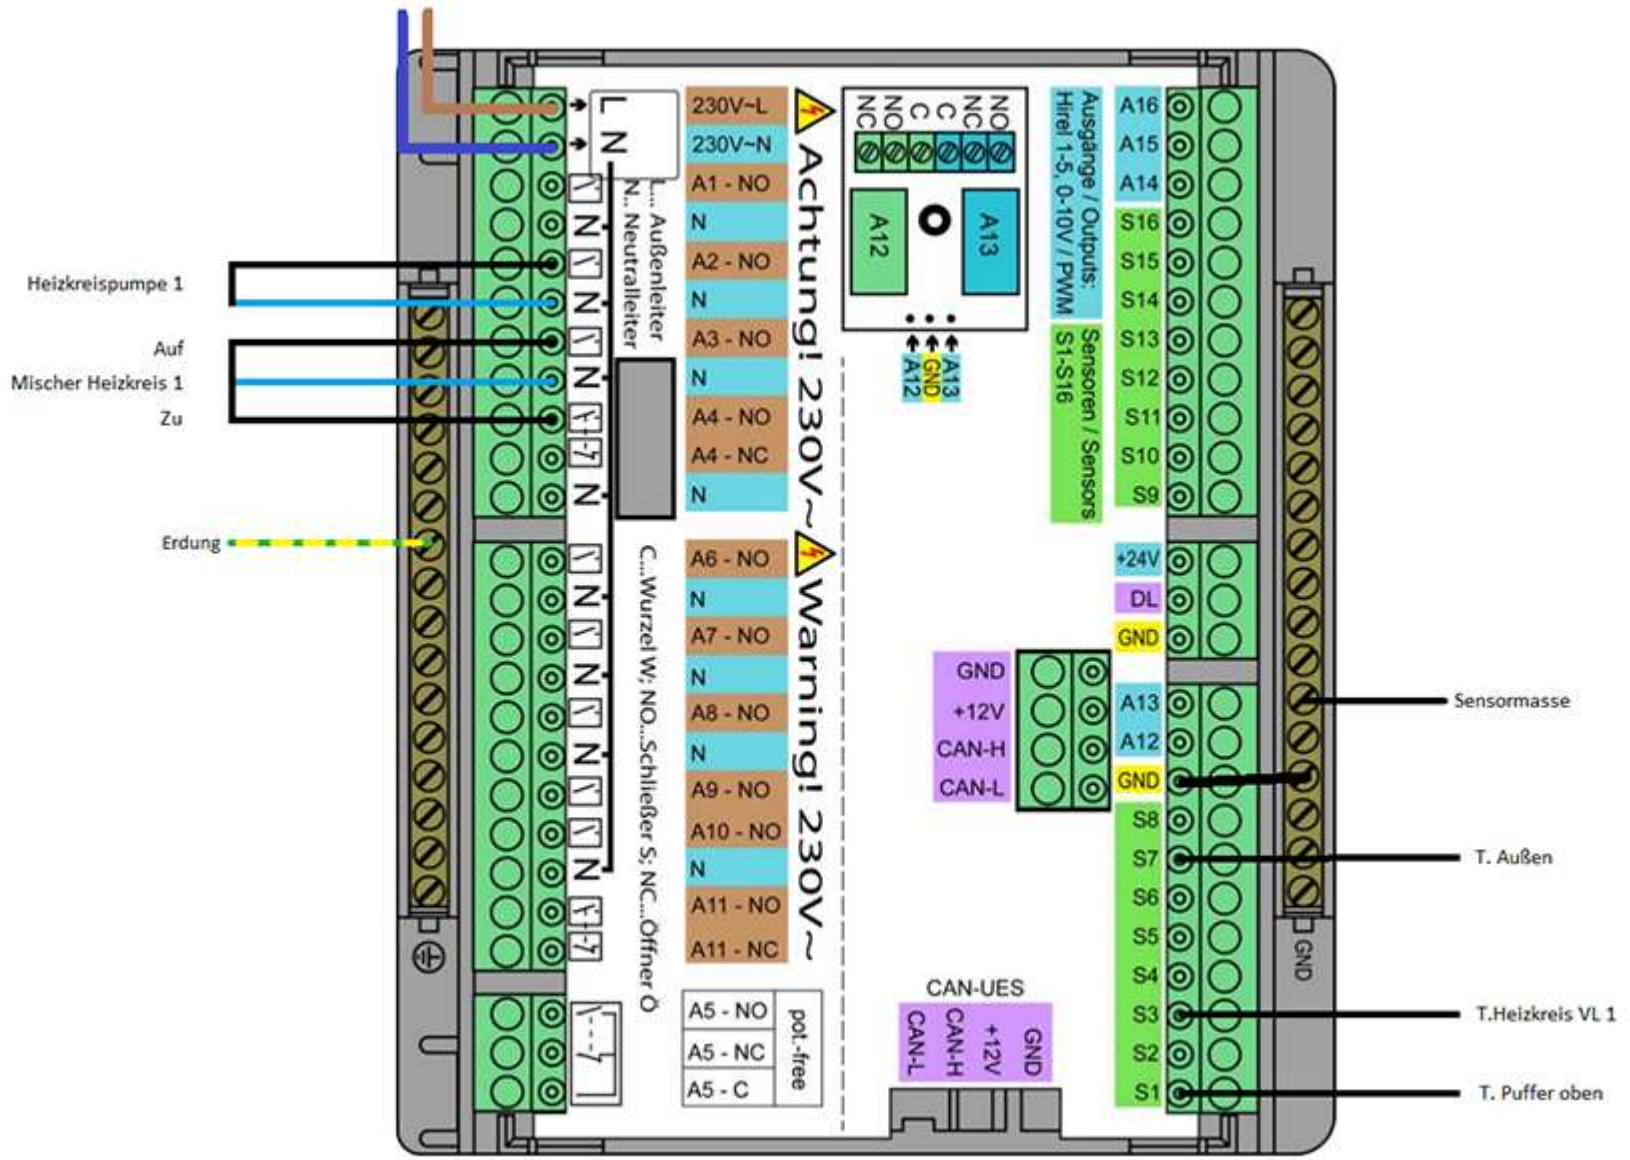 Heizkreispumpe 1
Auf
Mischer Heizkreis 1
Zu
Erdung
L
N
N
N
N
N
N
N
N
N
L... Außenleiter
N.. Neutralleiter
C...Wurzel W; NO...Schließer S; NC...Öffner Ö
230V~L
230V~N
A1 - NO
N
A2 - NO
N
A3 - NO
N
A4 - NO
A4 - NC
N
A6 - NO
N
A7 - NO
N
A8 - NO
N
A9 - NO
A10 - NO
N
A11 - NO
A11 - NC
A5 - NO
A5 - NC
A5 - C
pot.-free
Achtung! 230V~
Warning! 230V~
NC
NO
C
C
NC
NO
A12
A13
A12
GND
A13
Ausgänge / Outputs:
Hirel 1-5, 0-10V / PWM
Sensoren / Sensors
S1-S16
A16
A15
A14
S16
S15
S14
S13
S12
S11
S10
S9
+24V
DL
GND
GND
+12V
CAN-H
CAN-L
A13
A12
GND
S8
S7
S6
S5
S4
S3
S2
S1
CAN-UES
CAN-L
CAN-H
+12V
GND
GND
Sensormasse
T. Außen
T.Heizkreis VL 1
T. Puffer oben